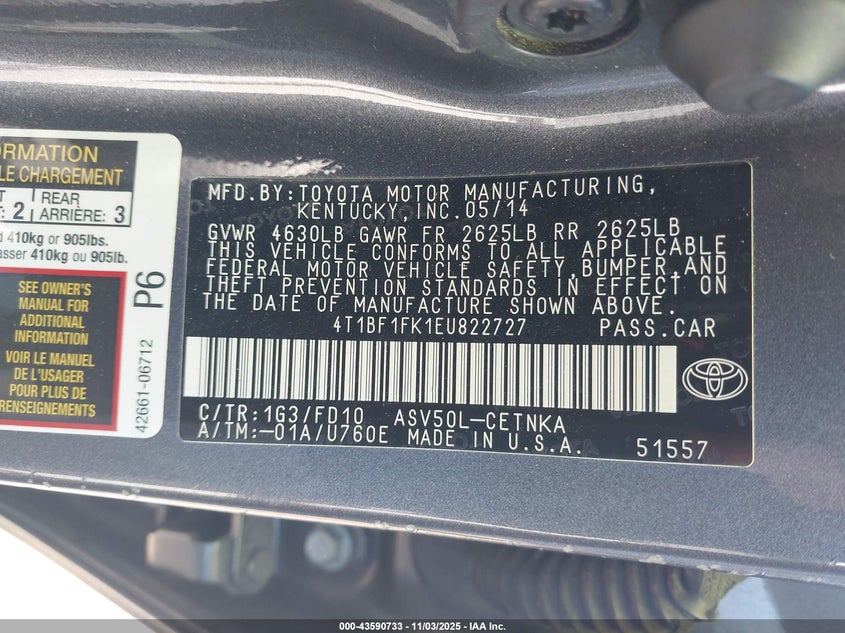 ORMATION
LE CHARGEMENT
T
: 2
REAR
ARRIÈRE: 3
d 410kg or 905lbs.
asser 410kg ou 905lb.
SEE OWNER'S
MANUAL FOR
ADDITIONAL
INFORMATION
VOIR LE MANUEL
DE L'USAGER
POUR PLUS DE
RENSEIGNEMENTS
P6
42661-06712
MFD.BY:TOYOTA MOTOR MANUFACTURING,
KENTUCKY,INC.05/14
GVWR 4630LB GAWR FR 2625LB RR 2625LB
THIS VEHICLE CONFORMS TO ALL APPLICABLE
FEDERAL MOTOR VEHICLE SAFETY,BUMPER,AND
THEFT PREVENTION STANDARDS IN EFFECT ON
THE DATE OF MANUFACTURE SHOWN ABOVE.
4T1BF1FK1EU822727 PASS.CAR
C/TR:1G3/FD10 ASV50L-CETNKA
A/TM:-01A/U760E MADE IN U.S.A. 51557
000-43590733 - 11/03/2025 - IAA Inc.